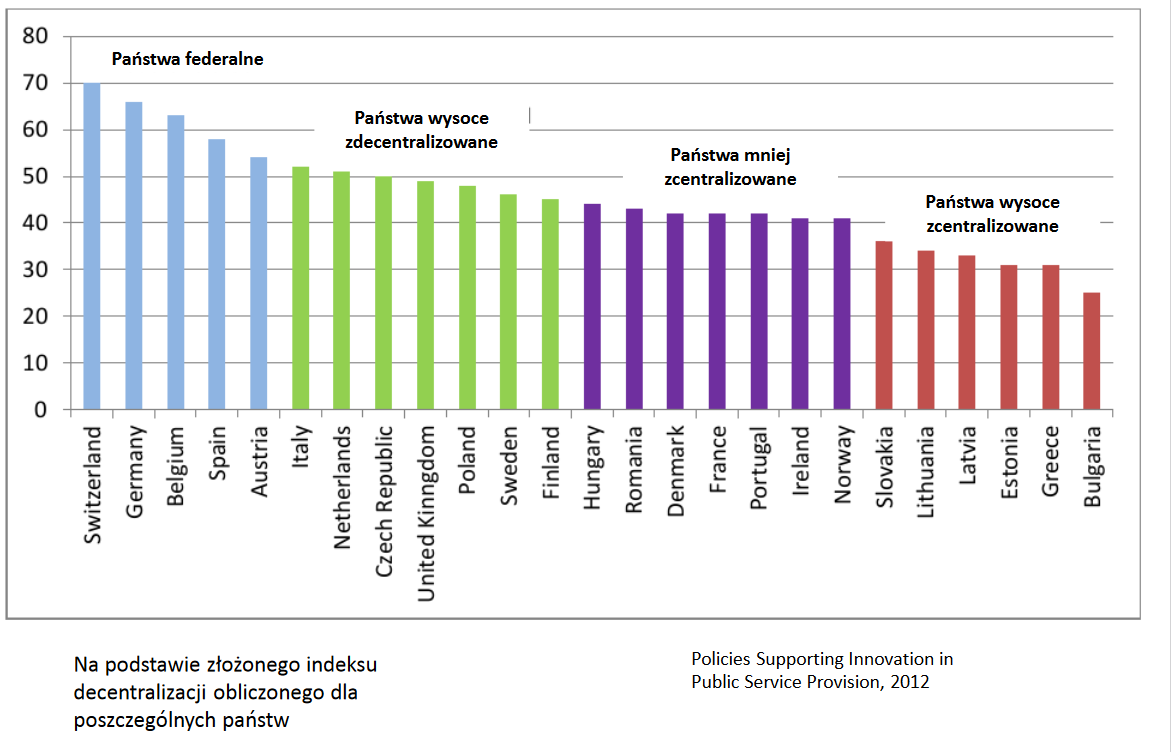 80
70
60
50
40
30
20
10
0
Państwa federalne
Państwa wysoce
zdecentralizowane
Państwa mniej
zcentralizowane
Państwa wysoce
zcentralizowane
Switzerland
Germany
Belgium
Spain
Austria
Italy
Netherlands
Czech Republic
United Kinngdom
Poland
Sweden
Finland
Hungary
Romania
Denmark
France
Portugal
Ireland
Norway
Slovakia
Lithuania
Latvia
Estonia
Greece
Bulgaria
Na podstawie złożonego indeksu
decentralizacji obliczonego dla
poszczególnych państw
Policies Supporting Innovation in
Public Service Provision, 2012